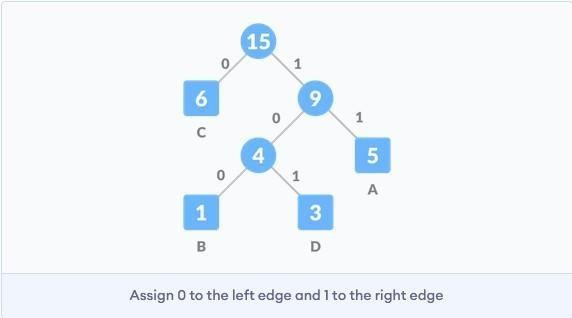 15
0 1
6 9
C
0 1
4 5
A
0 1
1 3
B D
Assign 0 to the left edge and 1 to the right edge